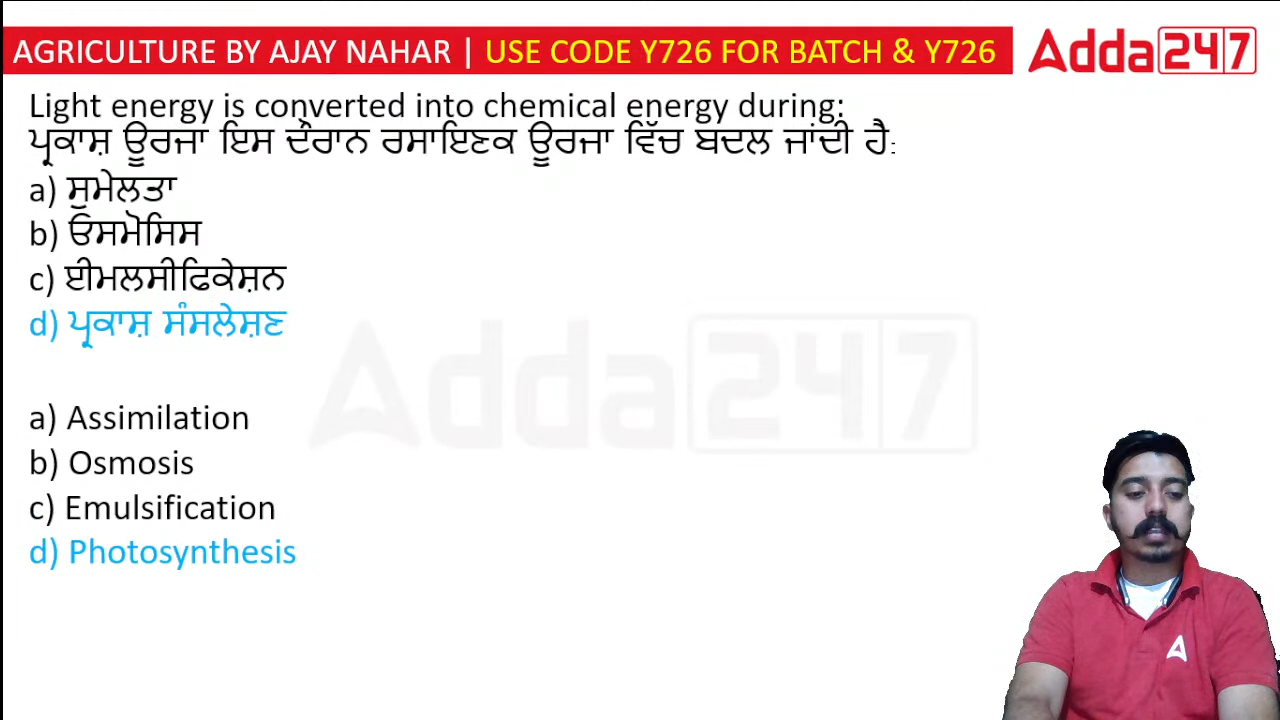 AGRICULTURE BY AJAY NAHAR | USE CODE Y726 FOR BATCH & Y726
Adda247
Light energy is converted into chemical energy during:
ਪ੍ਰਕਾਸ਼ ਊਰਜਾ ਇਸ ਦੌਰਾਨ ਰਸਾਇਣਕ ਊਰਜਾ ਵਿੱਚ ਬਦਲ ਜਾਂਦੀ ਹੈ:
a) ਸੁਮੇਲਤਾ
b) ਓਸਮੋਸਿਸ
c) ਈਮਲਸੀਫਿਕੇਸ਼ਨ
d) ਪ੍ਰਕਾਸ਼ ਸੰਸਲੇਸ਼ਣ
Adda247
a) Assimilation
b) Osmosis
c) Emulsification
d) Photosynthesis